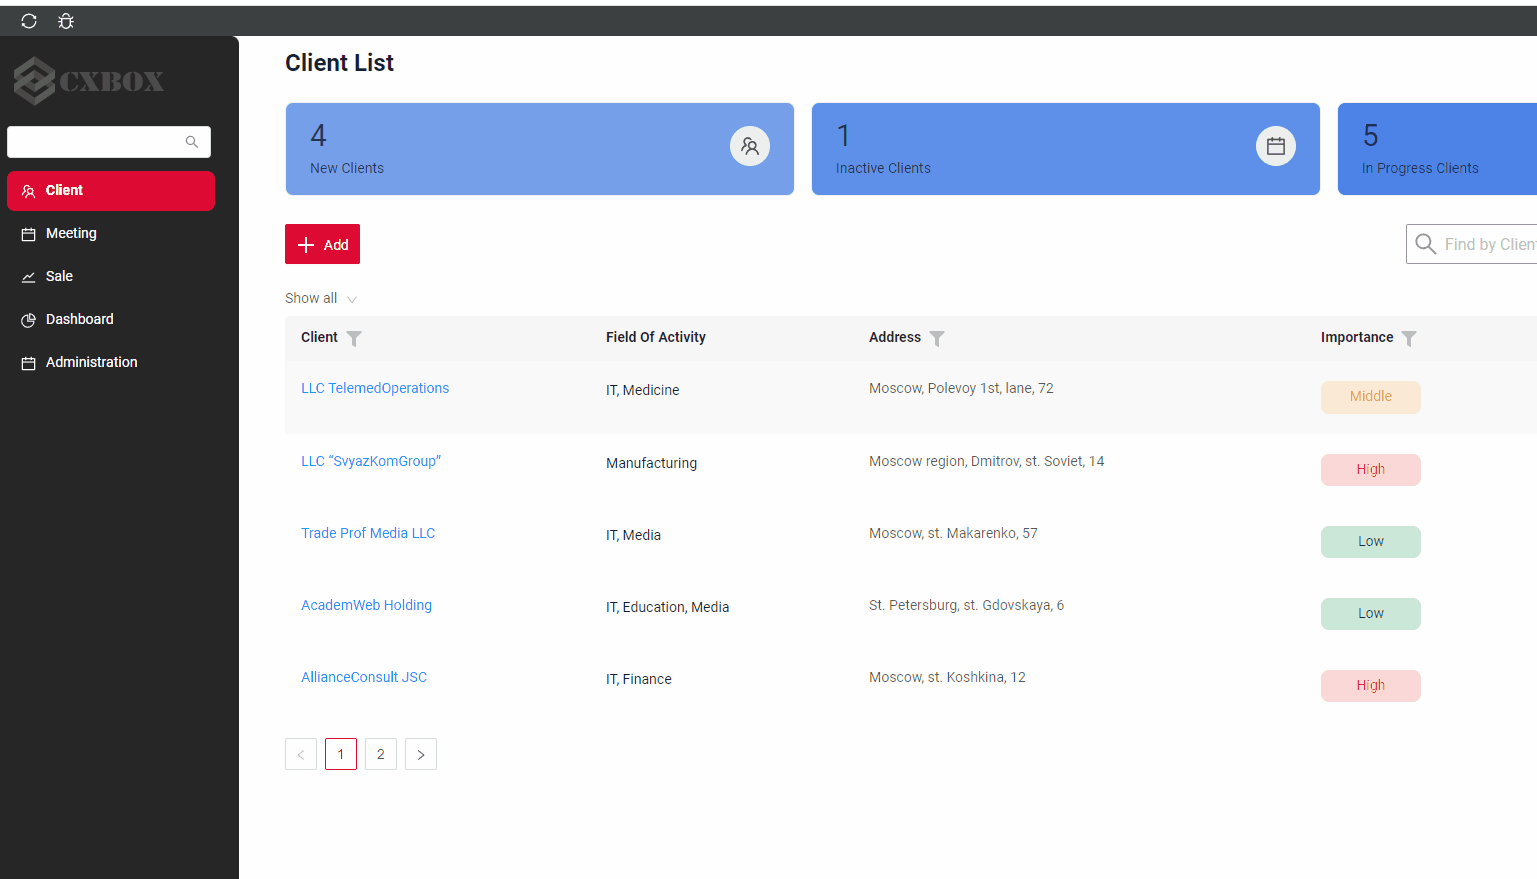 CXBOX
Client
Meeting
Sale
Dashboard
Administration
Client List
4
New Clients
1
Inactive Clients
5
In Progress Clients
Add
Find by Clien
Show all
Client Field Of Activity Address Importance
LLC TelemedOperations IT, Medicine Moscow, Polevoy 1st, lane, 72 Middle
LLC “SvyazKomGroup” Manufacturing Moscow region, Dmitrov, st. Soviet, 14 High
Trade Prof Media LLC IT, Media Moscow, st. Makarenko, 57 Low
AcademWeb Holding IT, Education, Media St. Petersburg, st. Gdovskaya, 6 Low
AllianceConsult JSC IT, Finance Moscow, st. Koshkina, 12 High
< 1 2 >